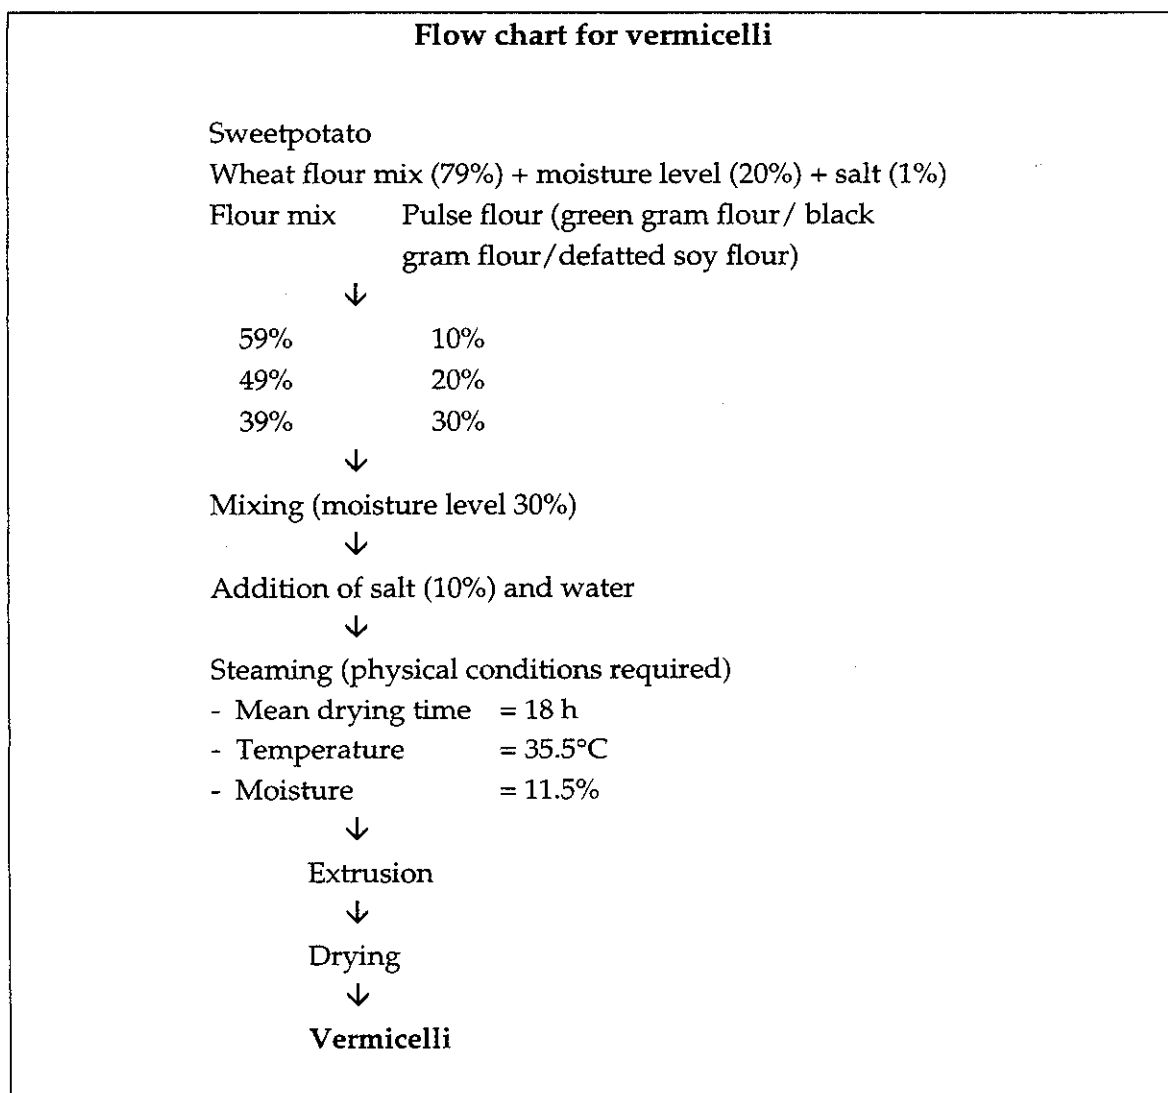 Flow chart for vermicelli
Sweetpotato
Wheat flour mix (79%) + moisture level (20%) + salt (1%)
Flour mix Pulse flour (green gram flour/ black
gram flour/defatted soy flour)
↓
59% 10%
49% 20%
39% 30%
↓
Mixing (moisture level 30%)
↓
Addition of salt (10%) and water
↓
Steaming (physical conditions required)
- Mean drying time = 18 h
- Temperature = 35.5°C
- Moisture = 11.5%
↓
Extrusion
↓
Drying
↓
Vermicelli